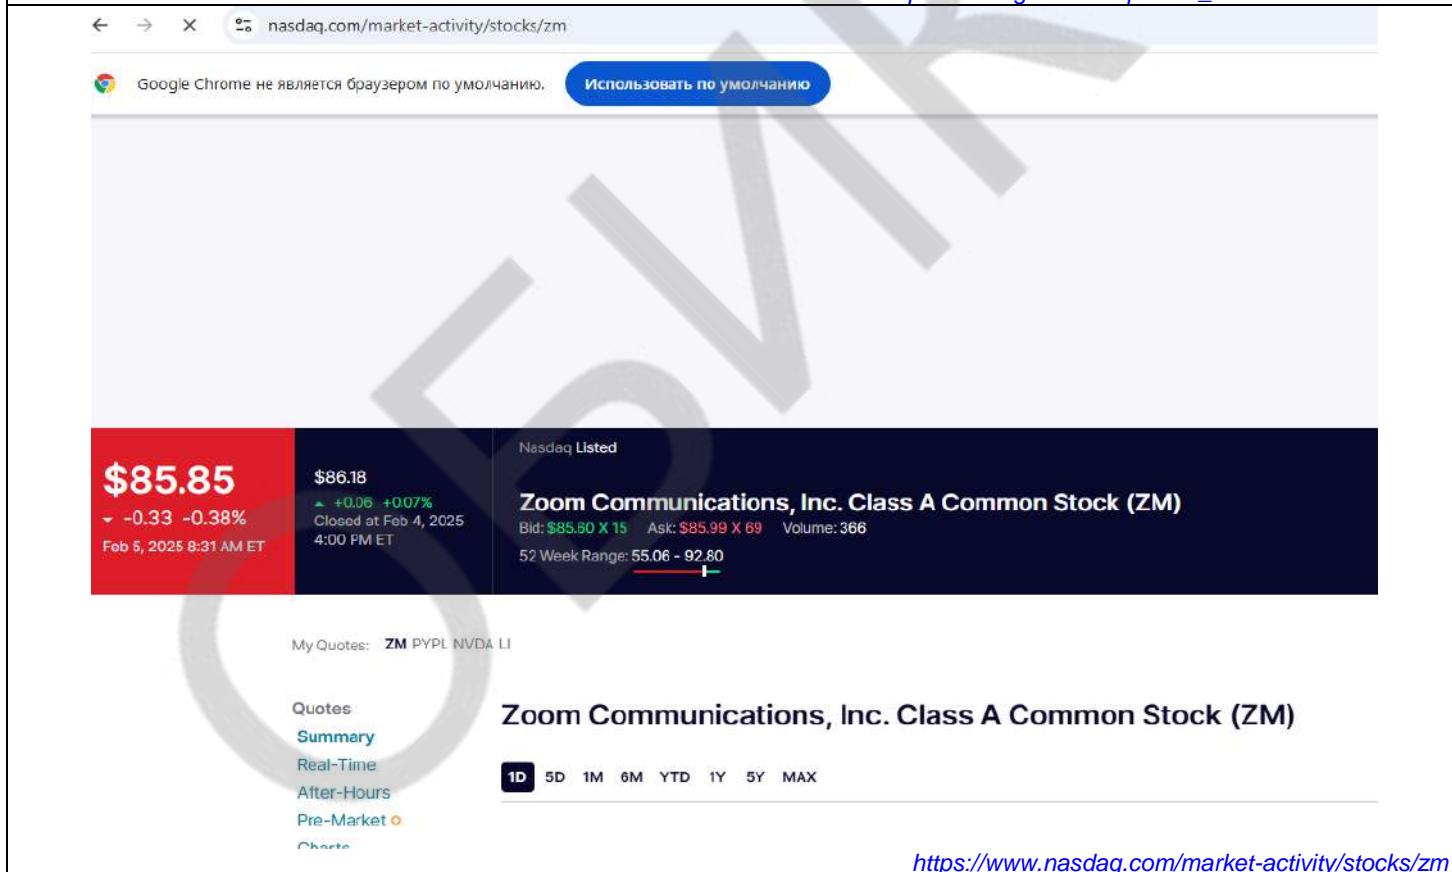 nasdaq.com/market-activity/stocks/zm
Google Chrome не является браузером по умолчанию. Использовать по умолчанию
ОБИК
Nasdaq Listed
$85.85
-0.33 -0.38%
Feb 5, 2025 8:31 AM ET
$86.18
+0.06 +0.07%
Closed at Feb 4, 2025
4:00 PM ET
Zoom Communications, Inc. Class A Common Stock (ZM)
Bid: $85.60 X 15 Ask: $85.99 X 69 Volume: 366
52 Week Range: 55.06 - 92.80
My Quotes: ZM PYPL NVDA LI
Quotes
Summary
Real-Time
After-Hours
Pre-Market
Charts
Zoom Communications, Inc. Class A Common Stock (ZM)
1D 5D 1M 6M YTD 1Y 5Y MAX
https://www.nasdaq.com/market-activity/stocks/zm